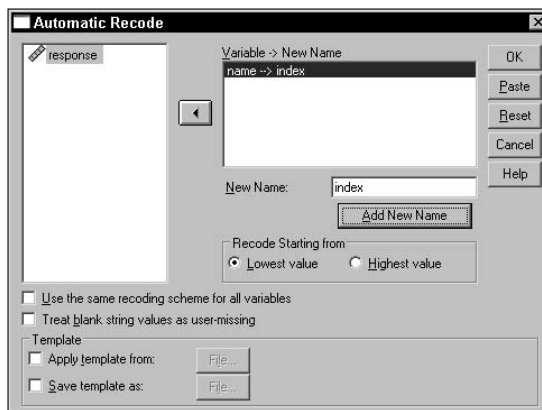 Automatic Recode
response
Variable -> New Name
name --> index
OK
Paste
Reset
Cancel
Help
New Name:
index
Add New Name
Recode Starting from
Lowest value
Highest value
Use the same recoding scheme for all variables
Treat blank string values as user-missing
Template
Apply template from:
File...
Save template as:
File...